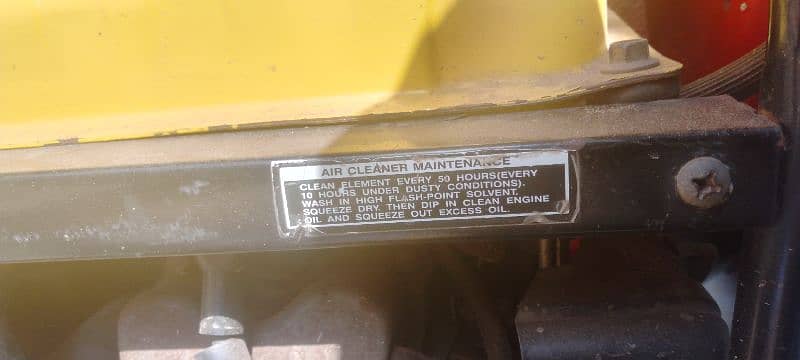 AIR CLEANER MAINTENANCE
CLEAN ELEMENT EVERY 50 HOURS(EVERY
10 HOURS UNDER DUSTY CONDITIONS).
WASH IN HIGH FLASH-POINT SOLVENT.
SQUEEZE DRY, THEN DIP IN CLEAN ENGINE
OIL AND SQUEEZE OUT EXCESS OIL.